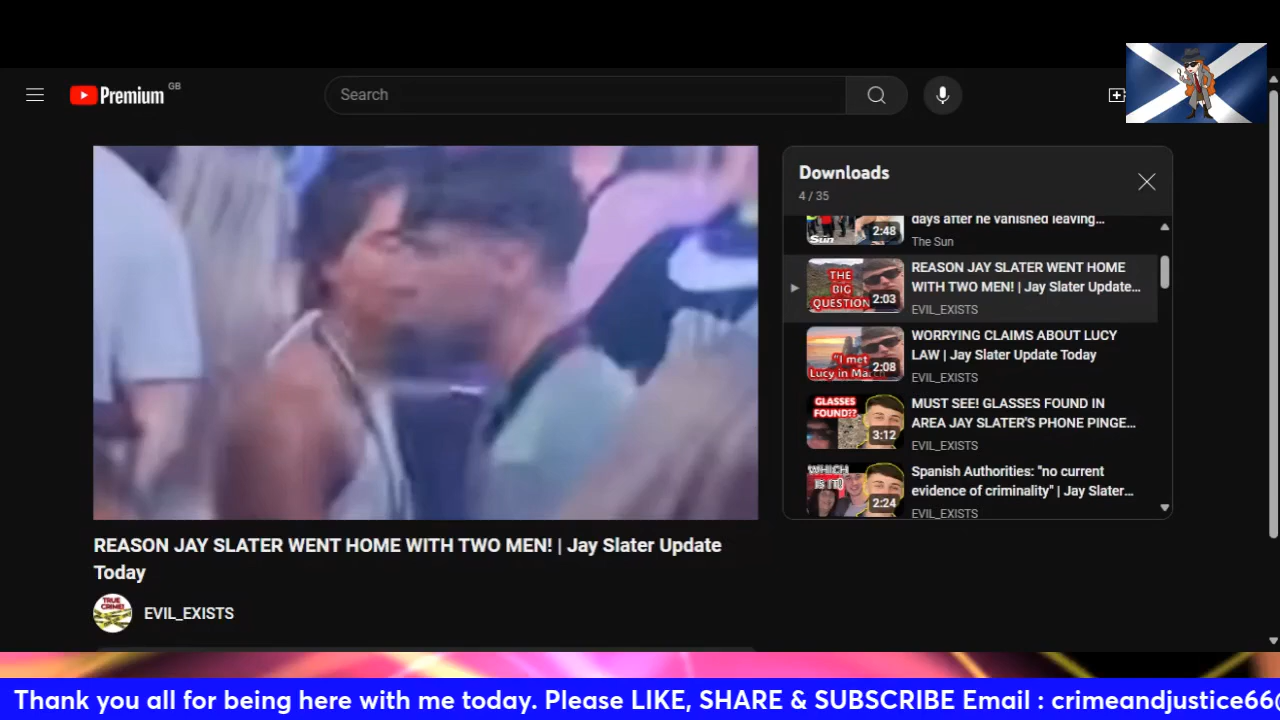 Premium GB
Search
Downloads
4 / 35
2:48
days after he vanished leaving...
Sun
The Sun
THE
BIG
QUESTION
2:03
REASON JAY SLATER WENT HOME
WITH TWO MEN! | Jay Slater Update...
EVIL_EXISTS
"I met
Lucy in Mar
2:08
WORRYING CLAIMS ABOUT LUCY
LAW | Jay Slater Update Today
EVIL_EXISTS
GLASSES
FOUND??
3:12
MUST SEE! GLASSES FOUND IN
AREA JAY SLATER'S PHONE PINGE...
EVIL_EXISTS
WHICH
IS IT)
2:24
Spanish Authorities: "no current
evidence of criminality" | Jay Slater...
EVIL_EXISTS
REASON JAY SLATER WENT HOME WITH TWO MEN! | Jay Slater Update
Today
TRUE
CRIME!
EVIL_EXISTS
Thank you all for being here with me today. Please LIKE, SHARE & SUBSCRIBE Email : crimeandjustice66@